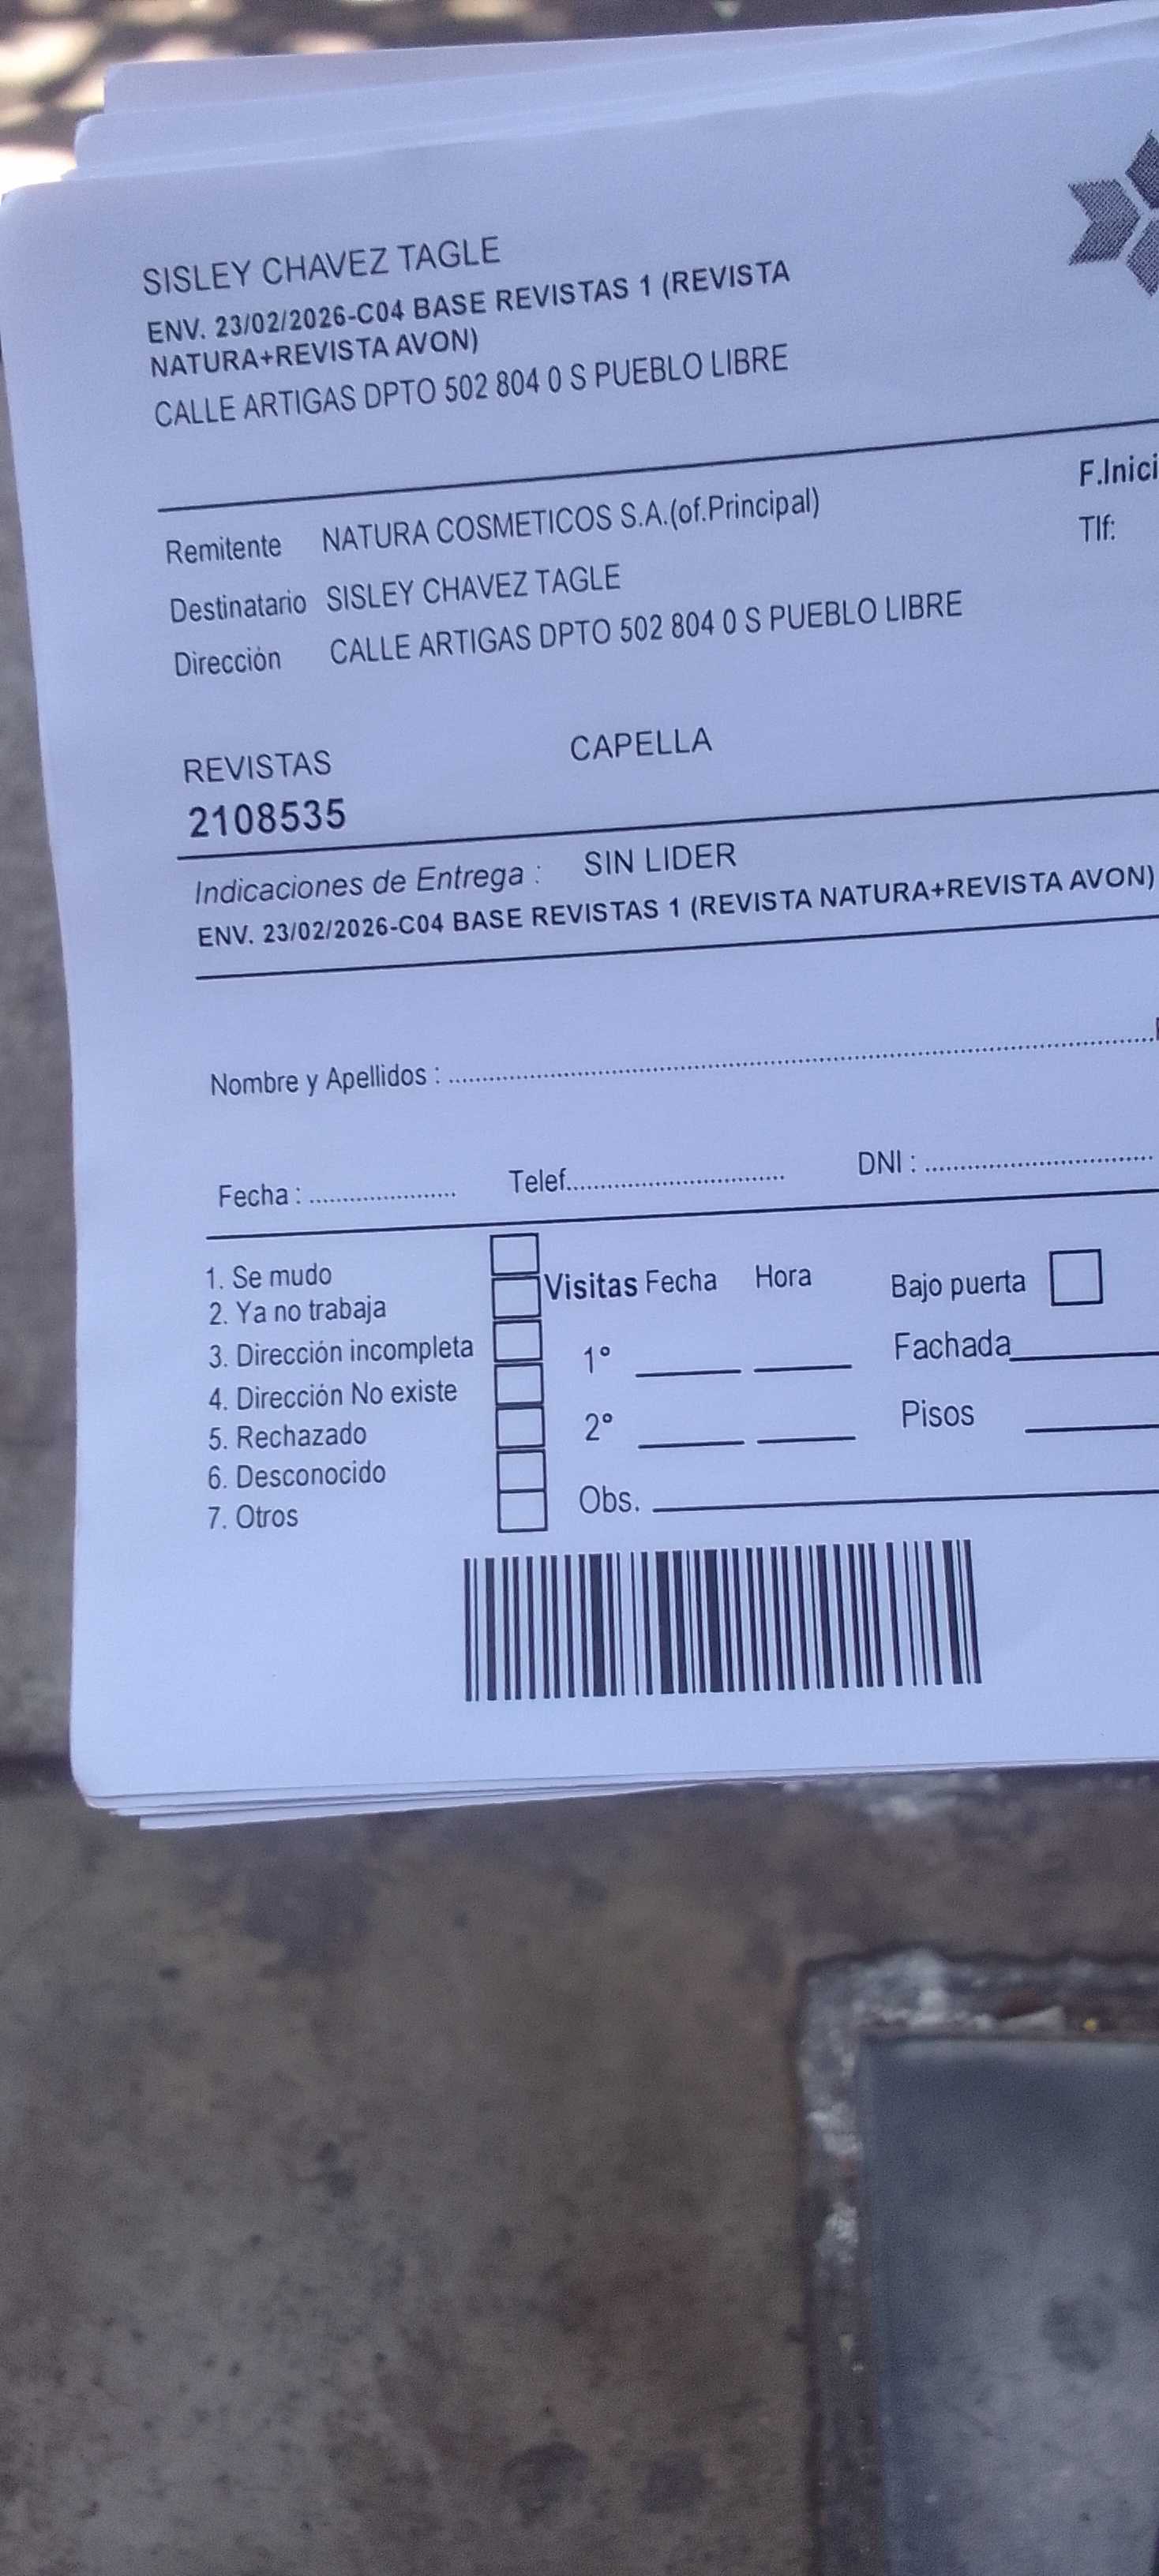 SISLEY CHAVEZ TAGLE
ENV. 23/02/2026-C04 BASE REVISTAS 1 (REVISTA
NATURA+REVISTA AVON)
CALLE ARTIGAS DPTO 502 804 0 S PUEBLO LIBRE
F.Inici
Remitente NATURA COSMETICOS S.A.(of.Principal)
Tlf:
Destinatario SISLEY CHAVEZ TAGLE
Dirección CALLE ARTIGAS DPTO 502 804 0 S PUEBLO LIBRE
REVISTAS CAPELLA
2108535
Indicaciones de Entrega : SIN LIDER
ENV. 23/02/2026-C04 BASE REVISTAS 1 (REVISTA NATURA+REVISTA AVON)
Nombre y Apellidos :
Fecha : Telef. DNI :
1. Se mudo
2. Ya no trabaja
3. Dirección incompleta
4. Dirección No existe
5. Rechazado
6. Desconocido
7. Otros
Visitas Fecha Hora Bajo puerta
1° Fachada
2° Pisos
Obs.